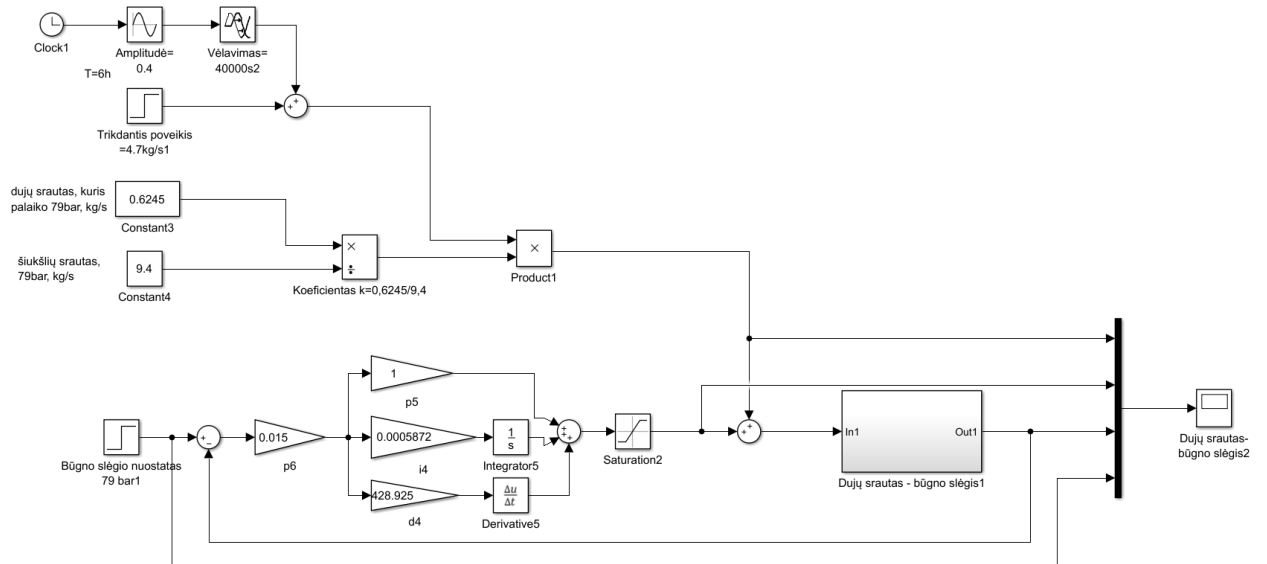 Clock1
Amplitudė=
0.4
Vėlavimas=
40000s2
T=6h
Trikdantis poveikis
=4.7kg/s1
dujų srautas, kuris
palaiko 79bar, kg/s
0.6245
Constant3
šiukšlių srautas,
79bar, kg/s
9.4
Constant4
×
÷
Koeficientas k=0,6245/9,4
×
Product1
1
p5
0.015
p6
0.0005872
i4
1
s
Integrator5
428.925
d4
Δu
Δt
Derivative5
Saturation2
Būgno slėgio nuostatas
79 bar1
In1
Out1
Dujų srautas - būgno slėgis1
Dujų srautas-
būgno slėgis2